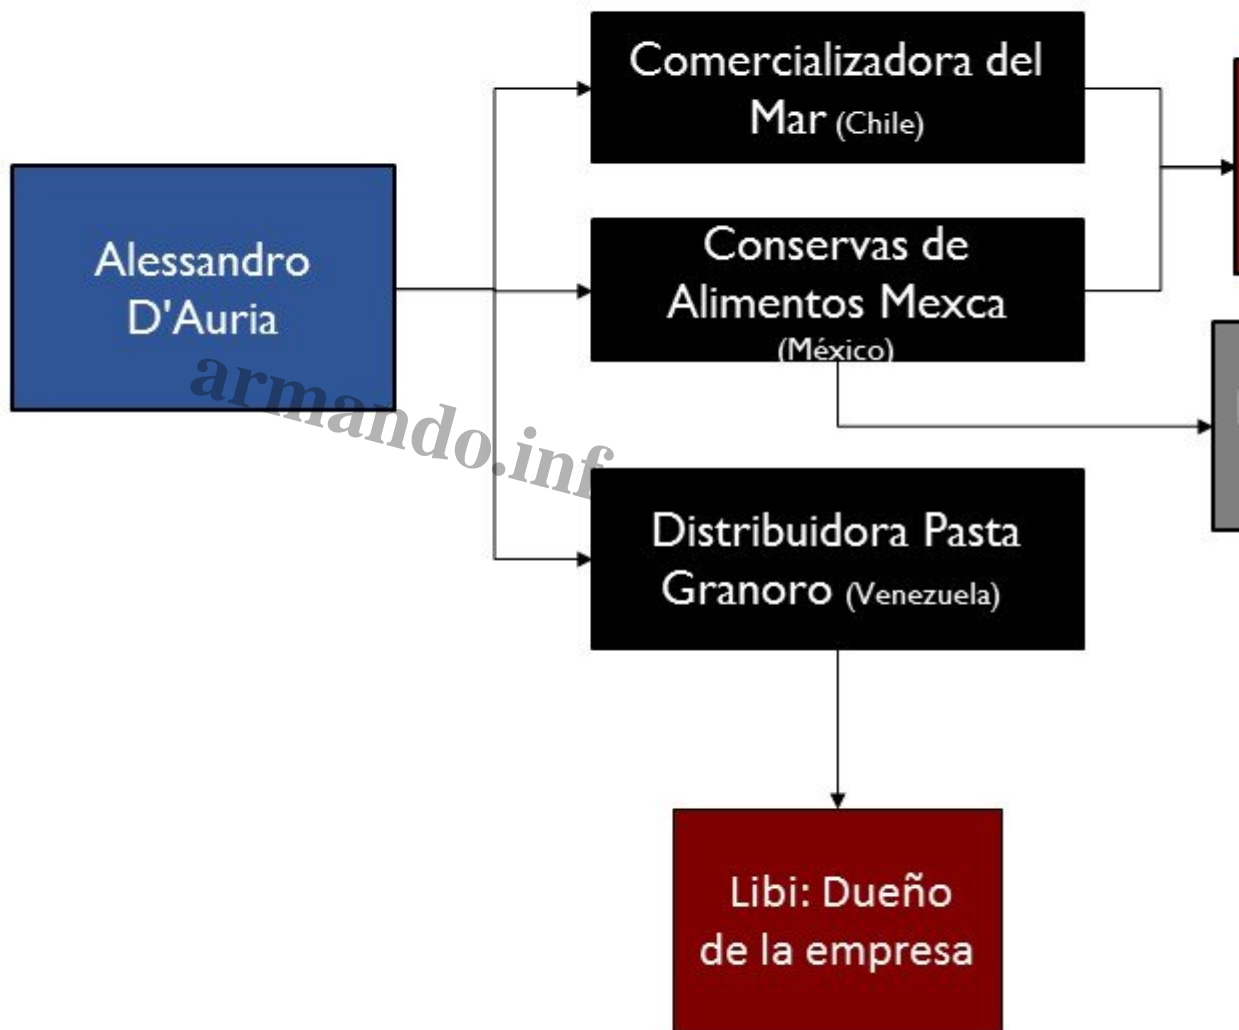 Comercializadora del
Mar (Chile)
Alessandro
D'Auria
Conservas de
Alimentos Mexca
(México)
armando.inf
Distribuidora Pasta
Granoro (Venezuela)
Libi: Dueño
de la empresa